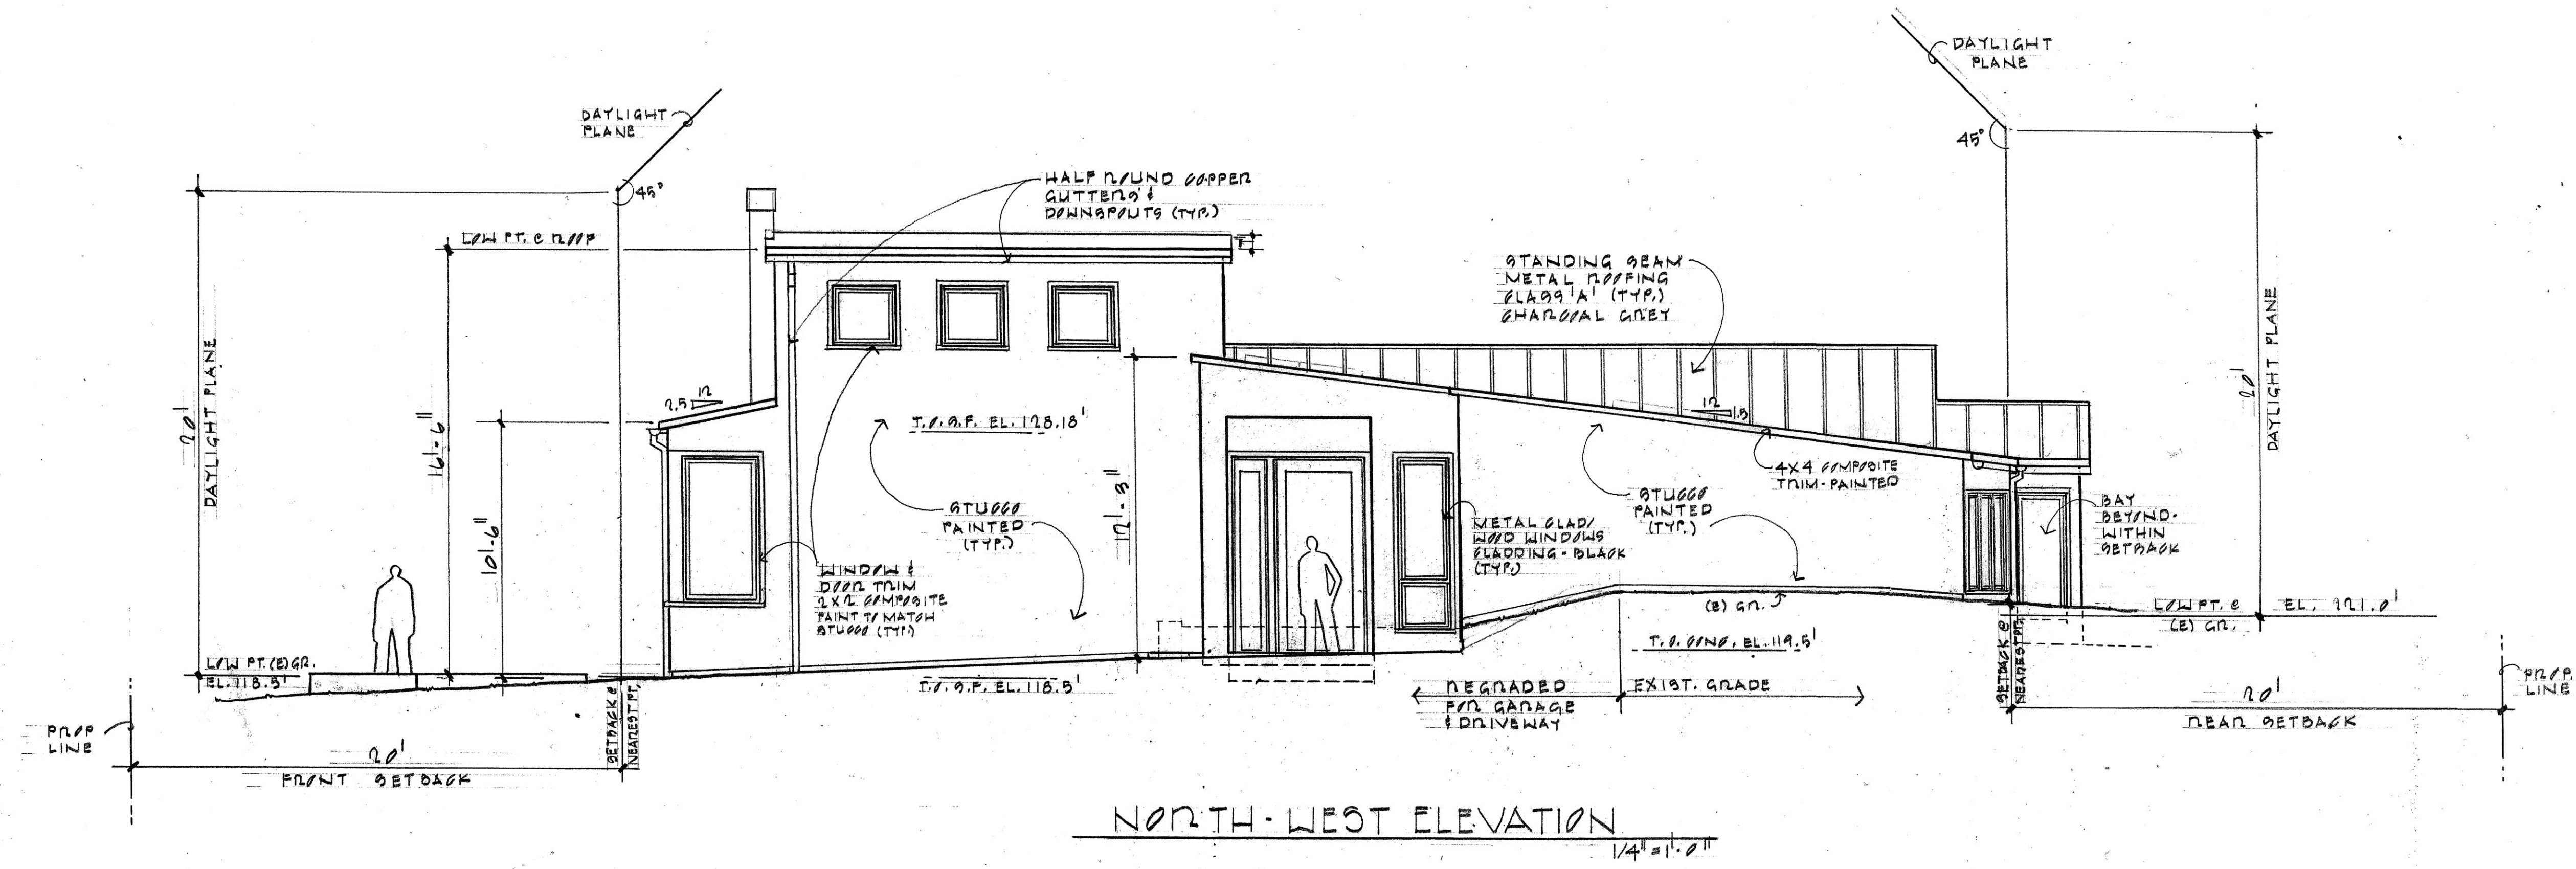 DAYLIGHT
PLANE
45°
DAYLIGHT
PLANE
45°
HALF ROUND COPPER
GUTTERS &
DOWNSPOUTS (TYP.)
LOW PT. @ ROOF
STANDING SEAM
METAL ROOFING
CLASS 'A' (TYP.)
CHARCOAL GREY
20'
DAYLIGHT PLANE
16'-6"
10'-6"
12
2.5
T.O.S.F. EL. 128.18'
12'-8"
STUCCO
PAINTED
(TYP.)
WINDOW &
DOOR TRIM
2X2 COMPOSITE
PAINT TO MATCH
STUCCO (TYP.)
METAL CLAD/
WOOD WINDOWS
CLADDING - BLACK
(TYP.)
STUCCO
PAINTED
(TYP.)
12
1.5
4X4 COMPOSITE
TRIM - PAINTED
BAY
BEYOND -
WITHIN
SETBACK
20'
DAYLIGHT PLANE
LOW PT. (E) GR.
EL. 118.5'
T.O.S.F. EL. 118.5'
(E) GR.
T.O. CONC. EL. 119.5'
LOW PT. @
(E) GR.
EL. 121.0'
REGRADED
FOR GARAGE
& DRIVEWAY
EXIST. GRADE
SETBACK @
NEAREST PT.
SETBACK @
NEAREST PT.
PROP
LINE
20'
FRONT SETBACK
20'
REAR SETBACK
PROP.
LINE
NORTH - WEST ELEVATION
1/4" = 1'-0"